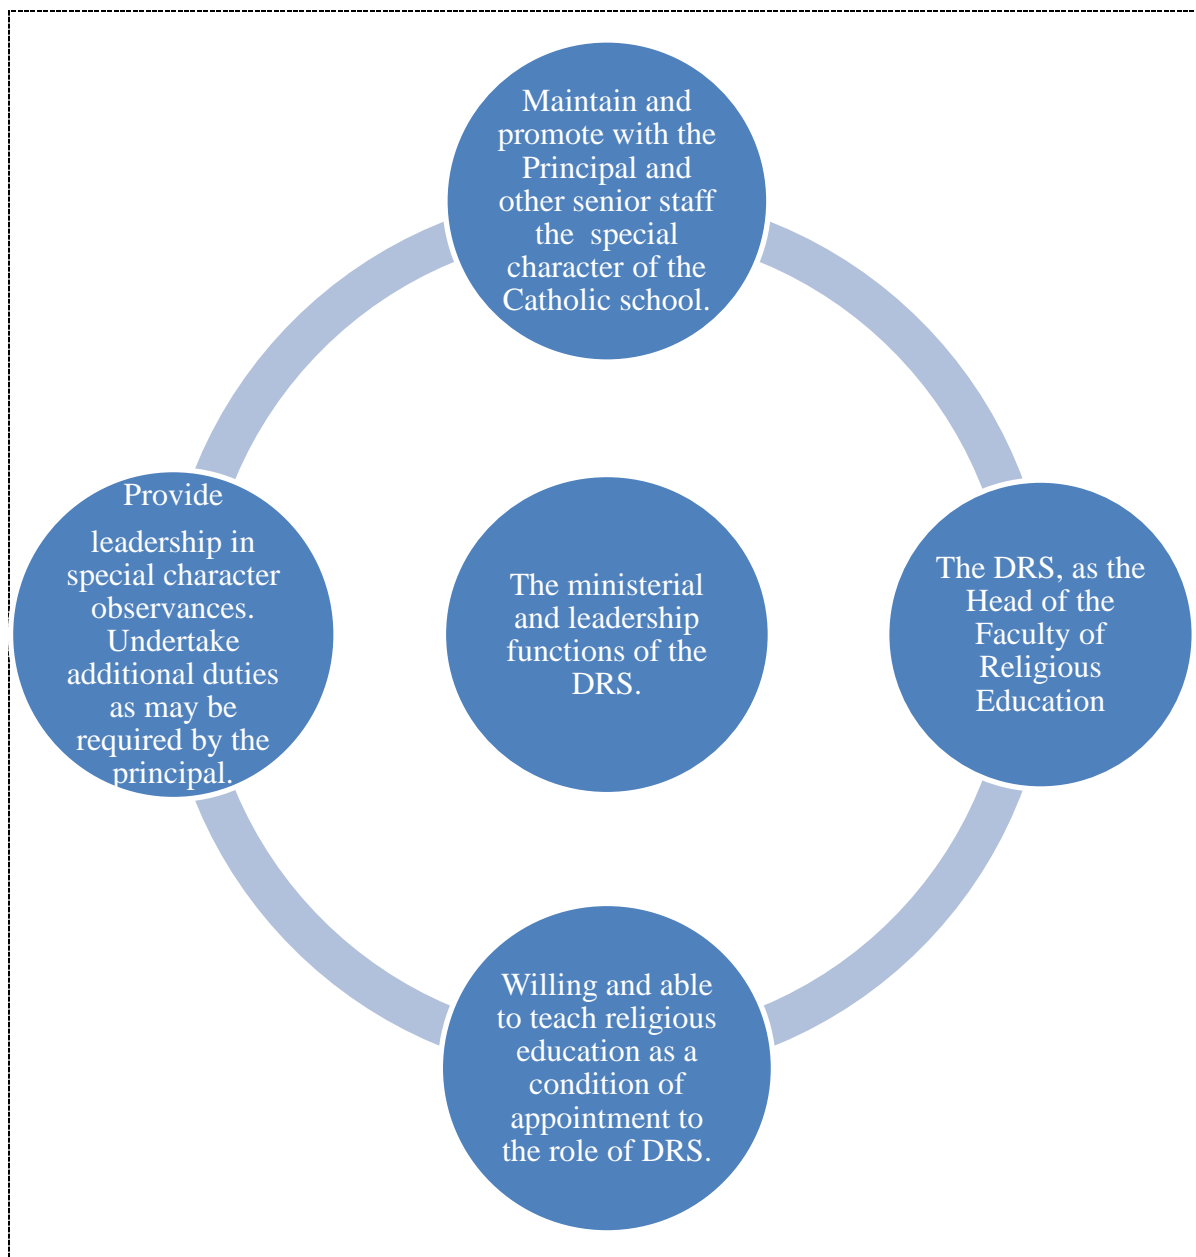 Maintain and
promote with the
Principal and
other senior staff
the special
character of the
Catholic school.
Provide
leadership in
special character
observances.
Undertake
additional duties
as may be
required by the
principal.
The ministerial
and leadership
functions of the
DRS.
The DRS, as the
Head of the
Faculty of
Religious
Education
Willing and able
to teach religious
education as a
condition of
appointment to
the role of DRS.